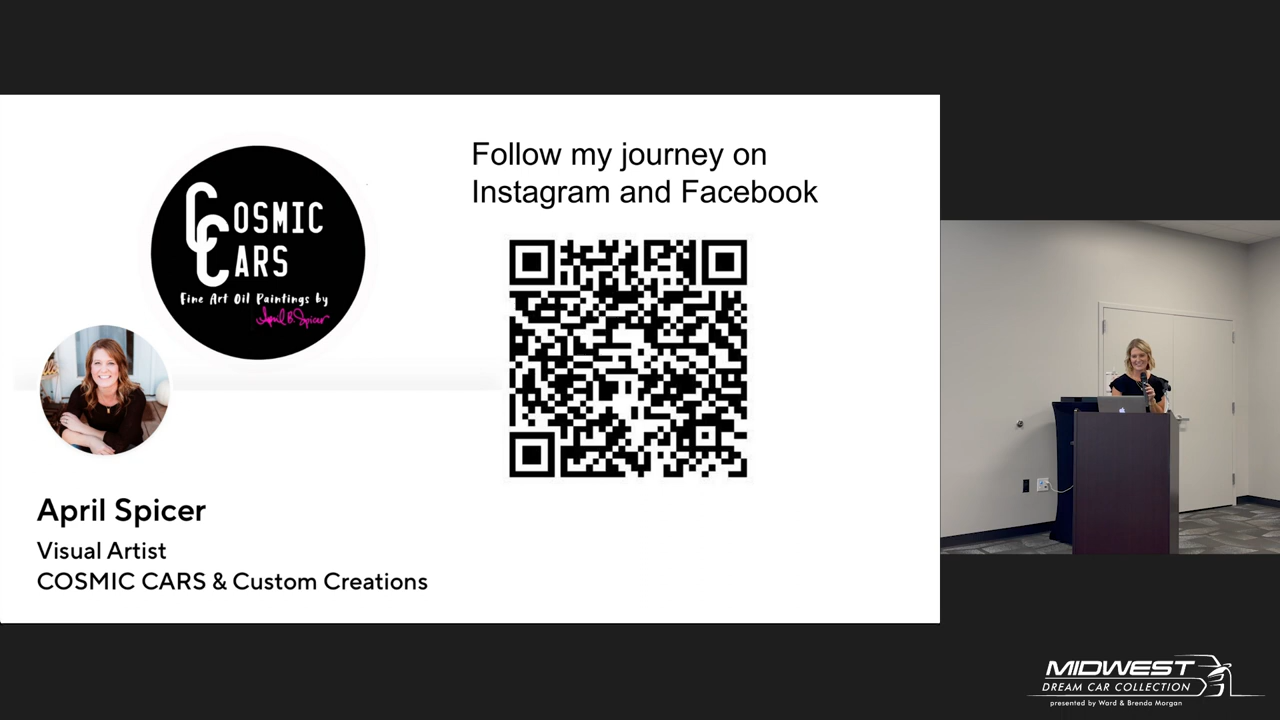 COSMIC
CARS
Fine Art Oil Paintings by
April B. Spicer
Follow my journey on
Instagram and Facebook
April Spicer
Visual Artist
COSMIC CARS & Custom Creations
MIDWEST
DREAM CAR COLLECTION
presented by Ward & Brenda Morgan